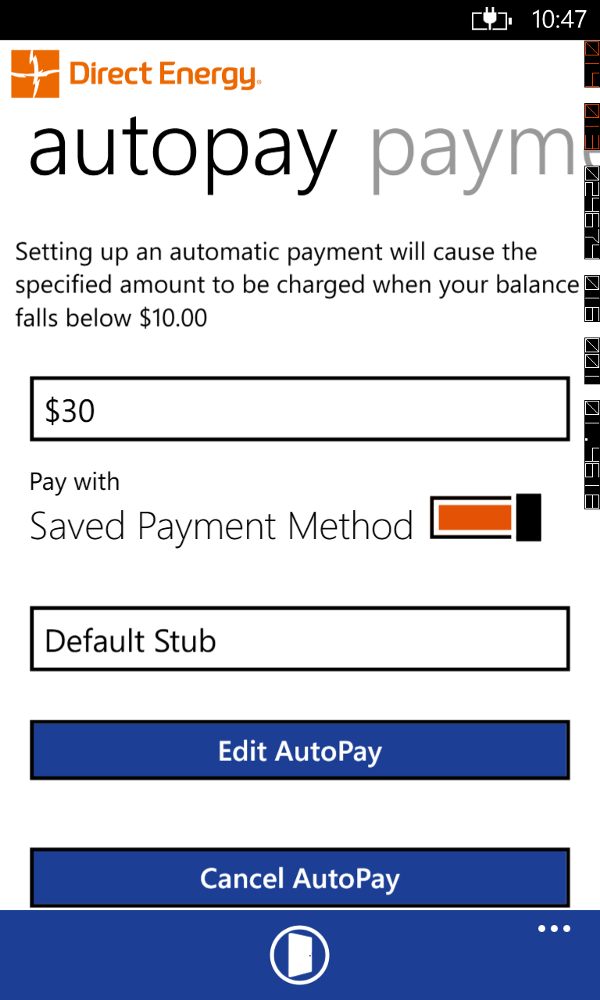 10:47
Direct Energy®
autopay payme
Setting up an automatic payment will cause the
specified amount to be charged when your balance
falls below $10.00
$30
Pay with
Saved Payment Method
Default Stub
Edit AutoPay
Cancel AutoPay